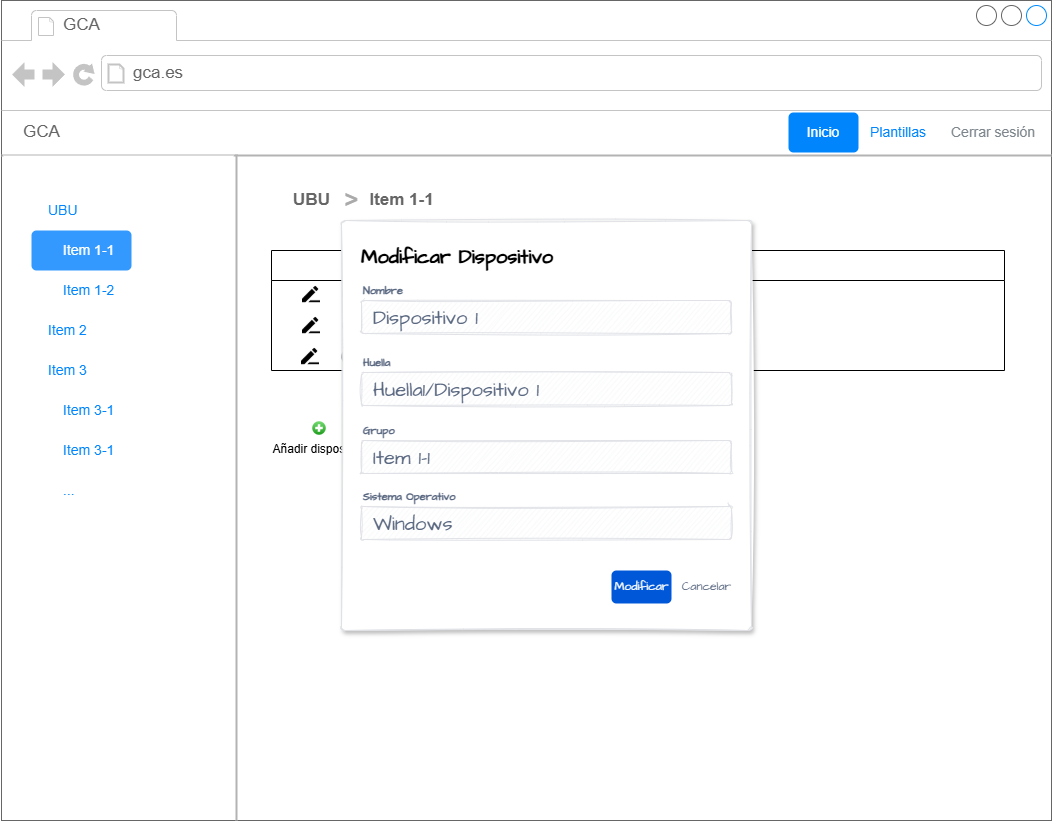 GCA
gca.es
GCA
Inicio
Plantillas
Cerrar sesión
UBU
Item 1-1
Item 1-2
Item 2
Item 3
Item 3-1
Item 3-1
...
UBU > Item 1-1
Modificar Dispositivo
Nombre
Dispositivo 1
Huella
Huella1/Dispositivo 1
Grupo
Item 1-1
Sistema Operativo
Windows
Modificar
Cancelar
Añadir dispos